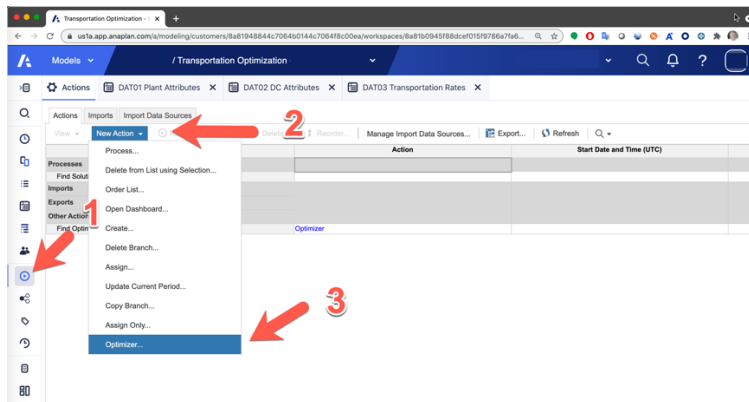 Transportation Optimization -
us1a.app.anaplan.com/a/modeling/customers/8a81948844c7064b0144c7064f8c00ea/workspaces/8a81b0945f88dcef015f9786a7fa6...
Models / Transportation Optimization
Actions DAT01 Plant Attributes DAT02 DC Attributes DAT03 Transportation Rates
Actions Imports Import Data Sources
View New Action Delete Reorder... Manage Import Data Sources... Export... Refresh
2
Action Start Date and Time (UTC)
Process...
Processes
Delete from List using Selection...
Find Solut
Imports
Order List...
Exports
Open Dashboard...
1
Other Action
Create...
Find Optim
Optimizer
Delete Branch...
Assign...
Update Current Period...
Copy Branch...
3
Assign Only...
Optimizer...